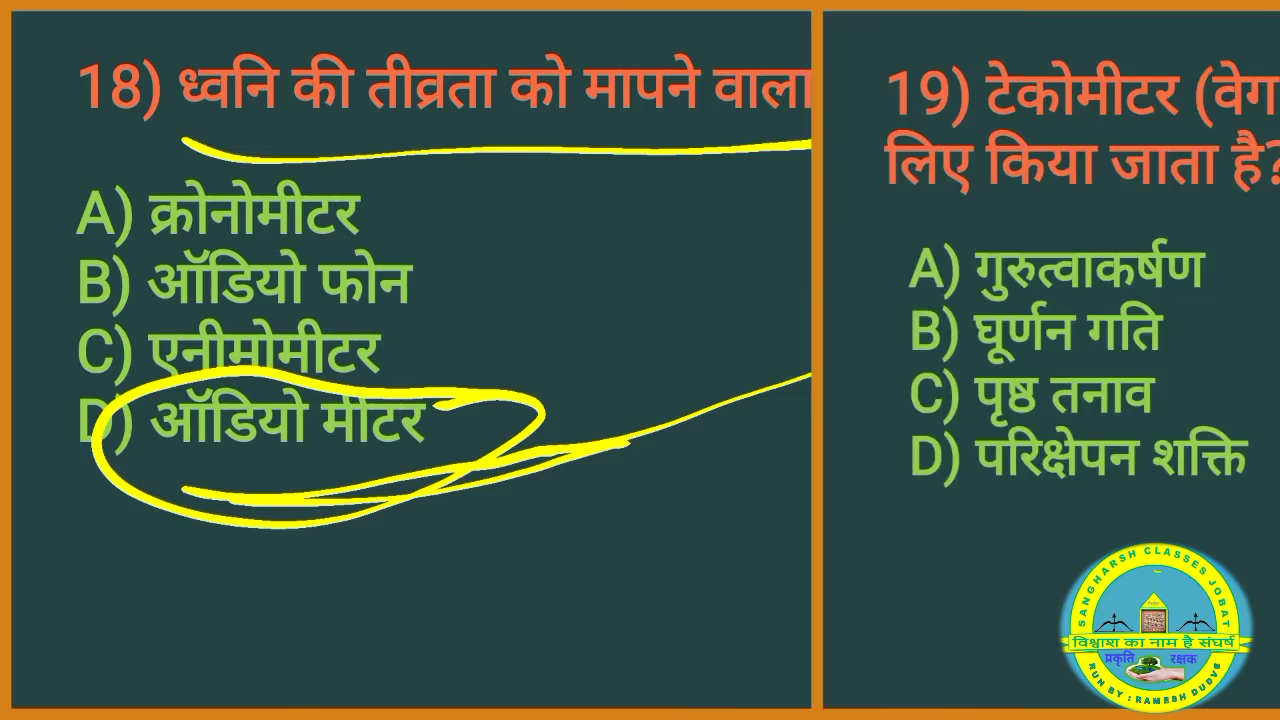 18) ध्वनि की तीव्रता को मापने वाला
A) क्रोनोमीटर
B) ऑडियो फोन
C) एनीमोमीटर
D) ऑडियो मीटर
19) टेकोमीटर (वेग
लिए किया जाता है?
A) गुरुत्वाकर्षण
B) घूर्णन गति
C) पृष्ठ तनाव
D) परिक्षेपन शक्ति
SANGHARSH CLASSES JOBAT
विश्वाश का नाम है संघर्ष
प्रकृति रक्षक
RUN BY : RAMESH DUDVE